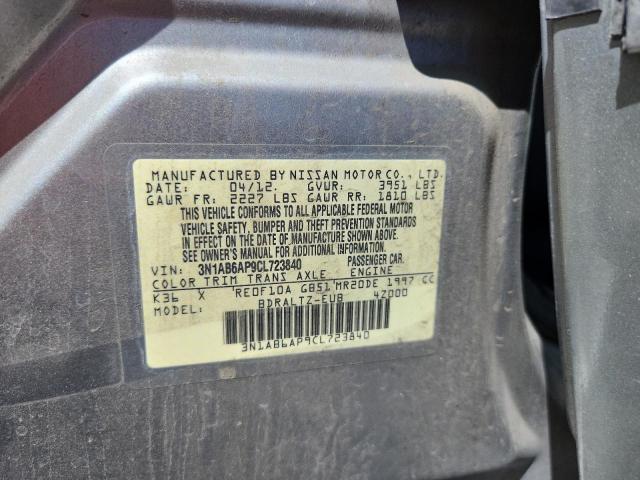 MANUFACTURED BY NISSAN MOTOR CO., LTD.
DATE: 04/12. GVWR: 3951 LBS
GAWR FR: 2227 LBS GAWR RR: 1810 LBS
THIS VEHICLE CONFORMS TO ALL APPLICABLE FEDERAL MOTOR
VEHICLE SAFETY, BUMPER AND THEFT PREVENTION STANDARDS
IN EFFECT ON THE DATE OF MANUFACTURE SHOWN ABOVE.
SEE OWNER'S MANUAL FOR ADDITIONAL INFORMATION.
VIN: 3N1AB6AP9CL723840 PASSENGER CAR.
COLOR TRIM TRANS AXLE ENGINE
K36 X RE0F10A GB51 MR20DE 1997 CC
MODEL: BDRALTZ-EUB 42000
3N1AB6AP9CL723840